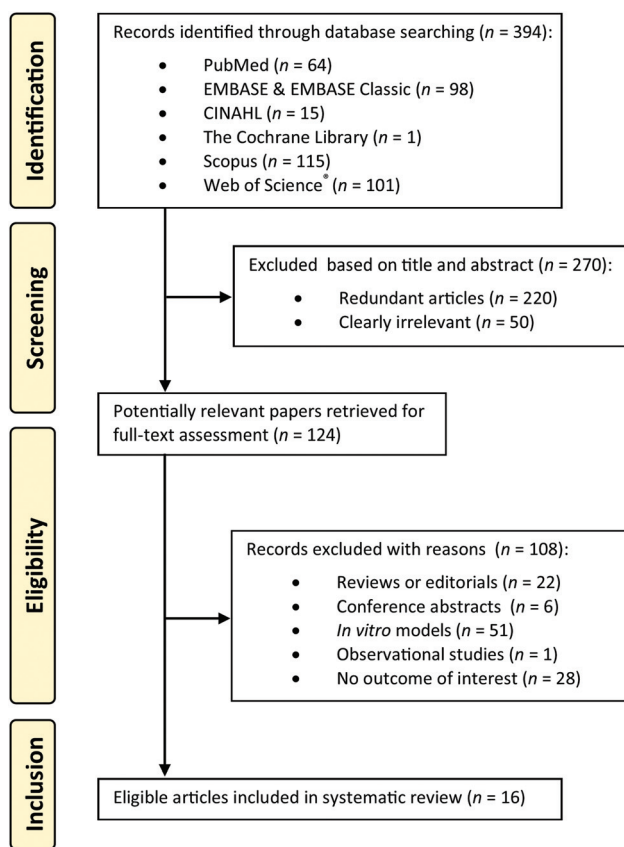 Identification
Records identified through database searching (n = 394):
• PubMed (n = 64)
• EMBASE & EMBASE Classic (n = 98)
• CINAHL (n = 15)
• The Cochrane Library (n = 1)
• Scopus (n = 115)
• Web of Science® (n = 101)
Screening
Excluded based on title and abstract (n = 270):
• Redundant articles (n = 220)
• Clearly irrelevant (n = 50)
Potentially relevant papers retrieved for
full-text assessment (n = 124)
Eligibility
Records excluded with reasons (n = 108):
• Reviews or editorials (n = 22)
• Conference abstracts (n = 6)
• In vitro models (n = 51)
• Observational studies (n = 1)
• No outcome of interest (n = 28)
Inclusion
Eligible articles included in systematic review (n = 16)